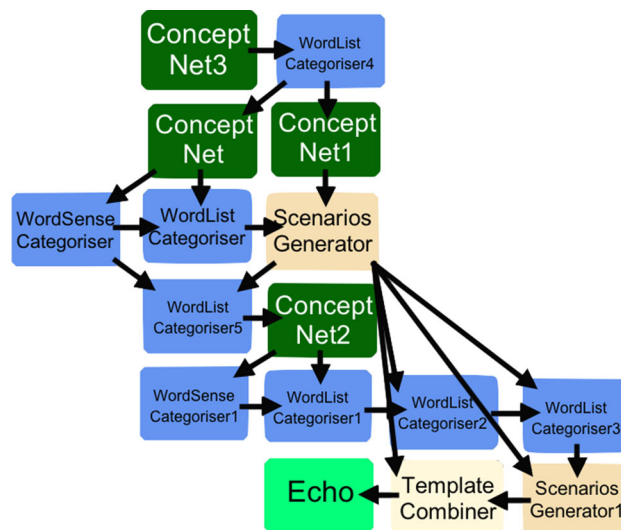 Concept
Net3
WordList
Categoriser4
Concept
Net
Concept
Net1
WordSense
Categoriser
WordList
Categoriser
Scenarios
Generator
WordList
Categoriser5
Concept
Net2
WordSense
Categoriser1
WordList
Categoriser1
WordList
Categoriser2
WordList
Categoriser3
Echo
Template
Combiner
Scenarios
Generator1